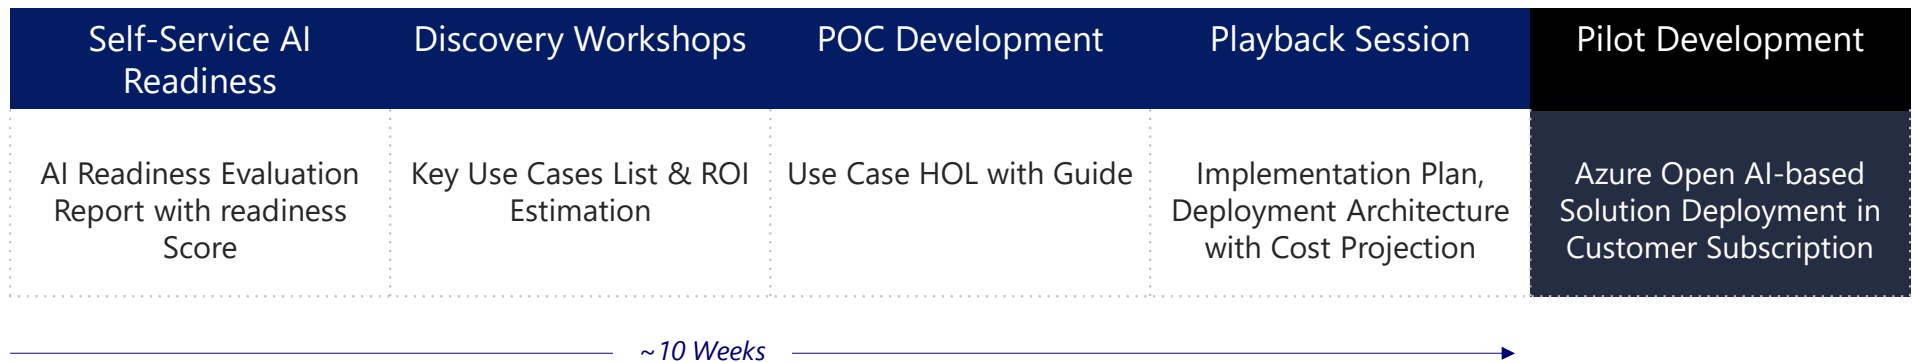 Self-Service AI
Readiness
Discovery Workshops
POC Development
Playback Session
Pilot Development
AI Readiness Evaluation
Report with readiness
Score
Key Use Cases List & ROI
Estimation
Use Case HOL with Guide
Implementation Plan,
Deployment Architecture
with Cost Projection
Azure Open AI-based
Solution Deployment in
Customer Subscription
~10 Weeks